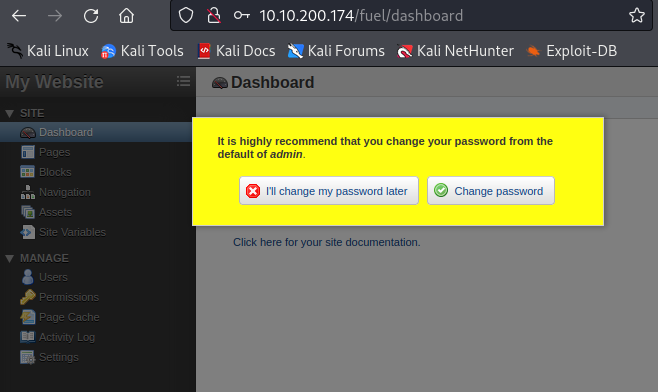 10.10.200.174/fuel/dashboard
Kali Linux Kali Tools Kali Docs Kali Forums Kali NetHunter Exploit-DB
My Website
Dashboard
SITE
Dashboard
Pages
Blocks
Navigation
Assets
Site Variables
MANAGE
Users
Permissions
Page Cache
Activity Log
Settings
It is highly recommend that you change your password from the
default of admin.
I'll change my password later Change password
Click here for your site documentation.